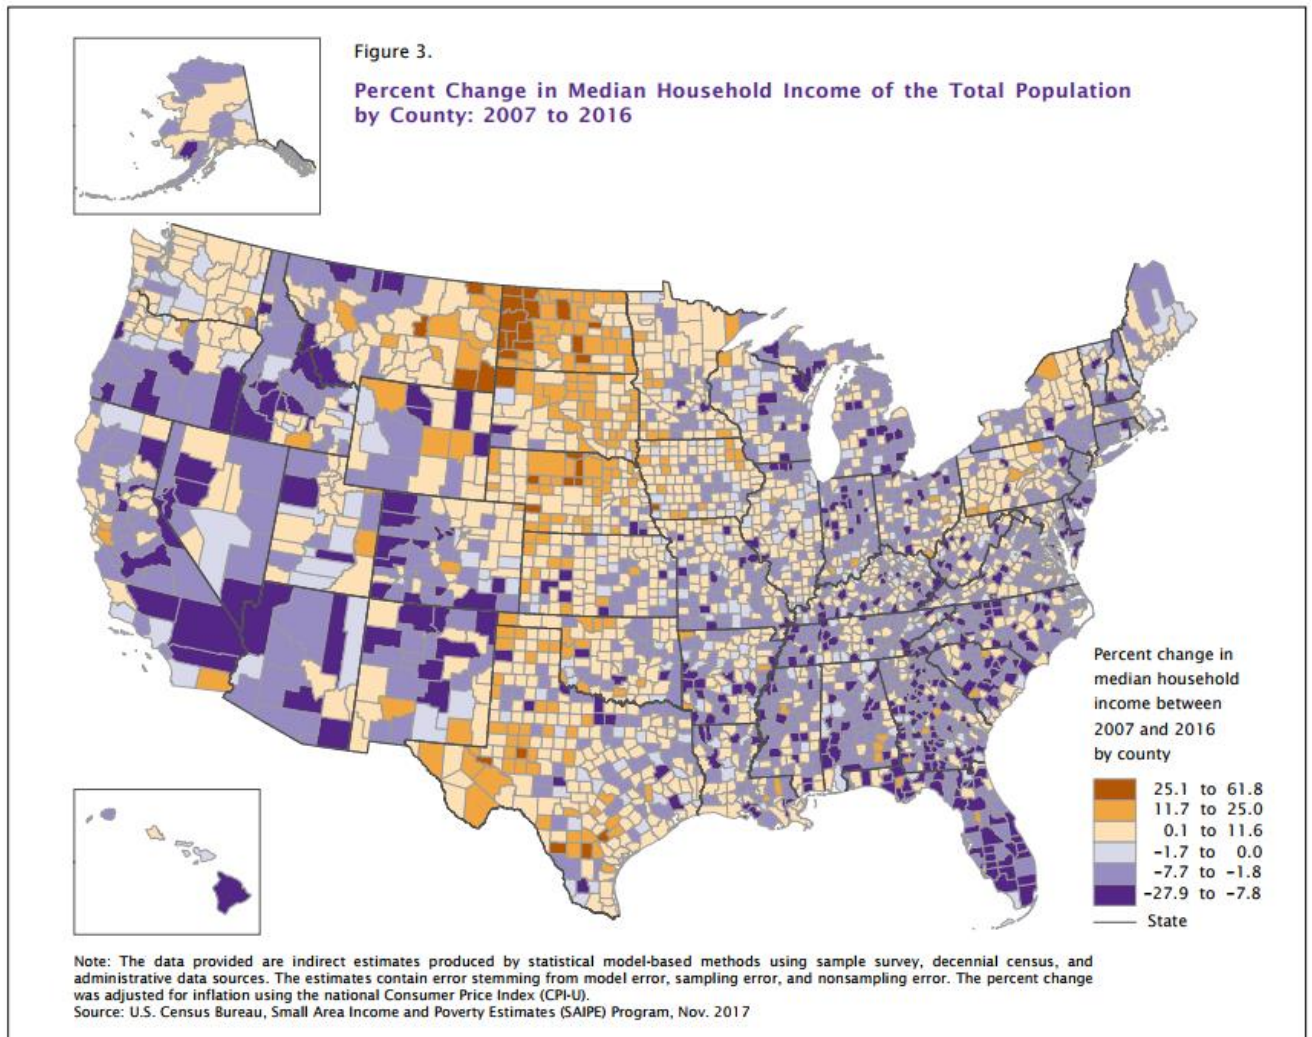 Figure 3.
Percent Change in Median Household Income of the Total Population
by County: 2007 to 2016
Percent change in
median household
income between
2007 and 2016
by county
25.1 to 61.8
11.7 to 25.0
0.1 to 11.6
-1.7 to 0.0
-7.7 to -1.8
-27.9 to -7.8
State
Note: The data provided are indirect estimates produced by statistical model-based methods using sample survey, decennial census, and
administrative data sources. The estimates contain error stemming from model error, sampling error, and nonsampling error. The percent change
was adjusted for inflation using the national Consumer Price Index (CPI-U).
Source: U.S. Census Bureau, Small Area Income and Poverty Estimates (SAIPE) Program, Nov. 2017